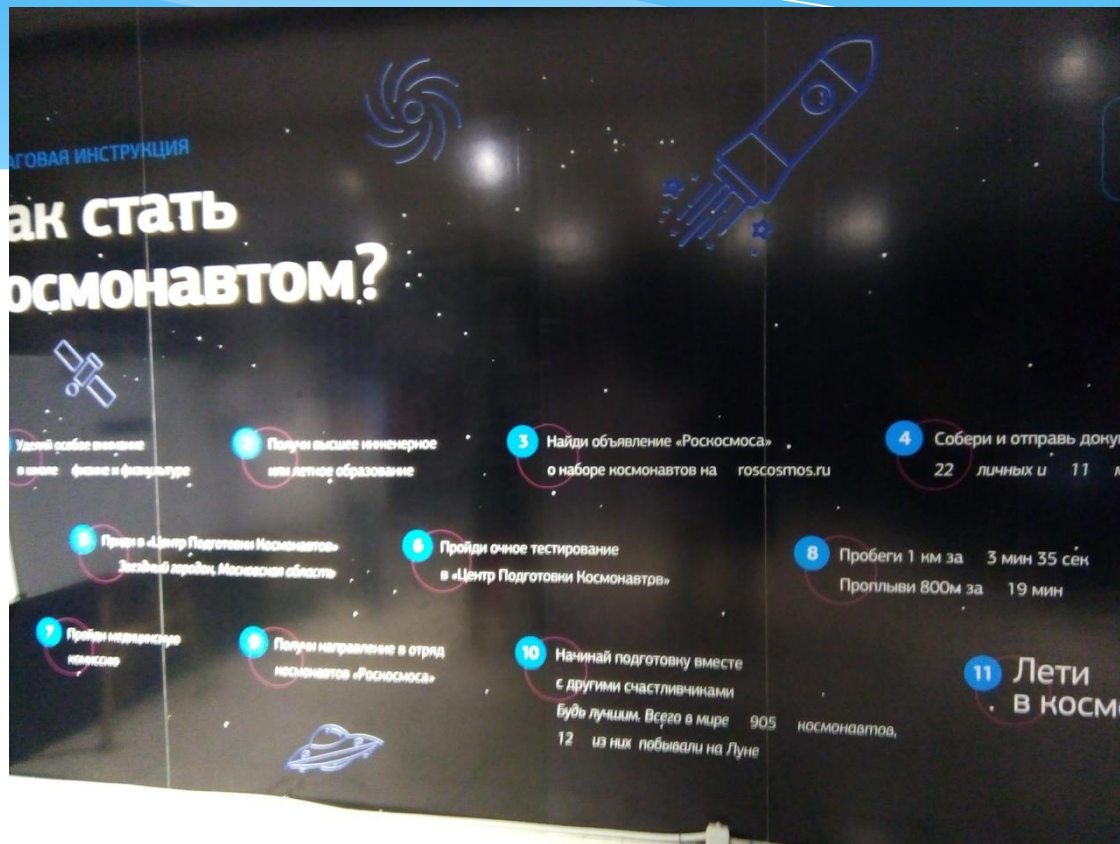 АГОВАЯ ИНСТРУКЦИЯ
ак стать
осмонавтом?
Уделяй особое внимание
в школе физике и физкультуре
2 Получи высшее инженерное
или летное образование
3 Найди объявление «Роскосмоса»
о наборе космонавтов на roscosmos.ru
4 Собери и отправь доку
22 личных и 11 м
5 Приди в «Центр Подготовки Космонавтов»
Звездный городок, Московская область
6 Пройди очное тестирование
в «Центр Подготовки Космонавтов»
8 Пробеги 1 км за 3 мин 35 сек
Проплыви 800м за 19 мин
7 Пройди медицинскую
комиссию
9 Получи направление в отряд
космонавтов «Роскосмоса»
10 Начинай подготовку вместе
с другими счастливчиками
Будь лучшим. Всего в мире 905 космонавтов,
12 из них побывали на Луне
11 Лети
в косм